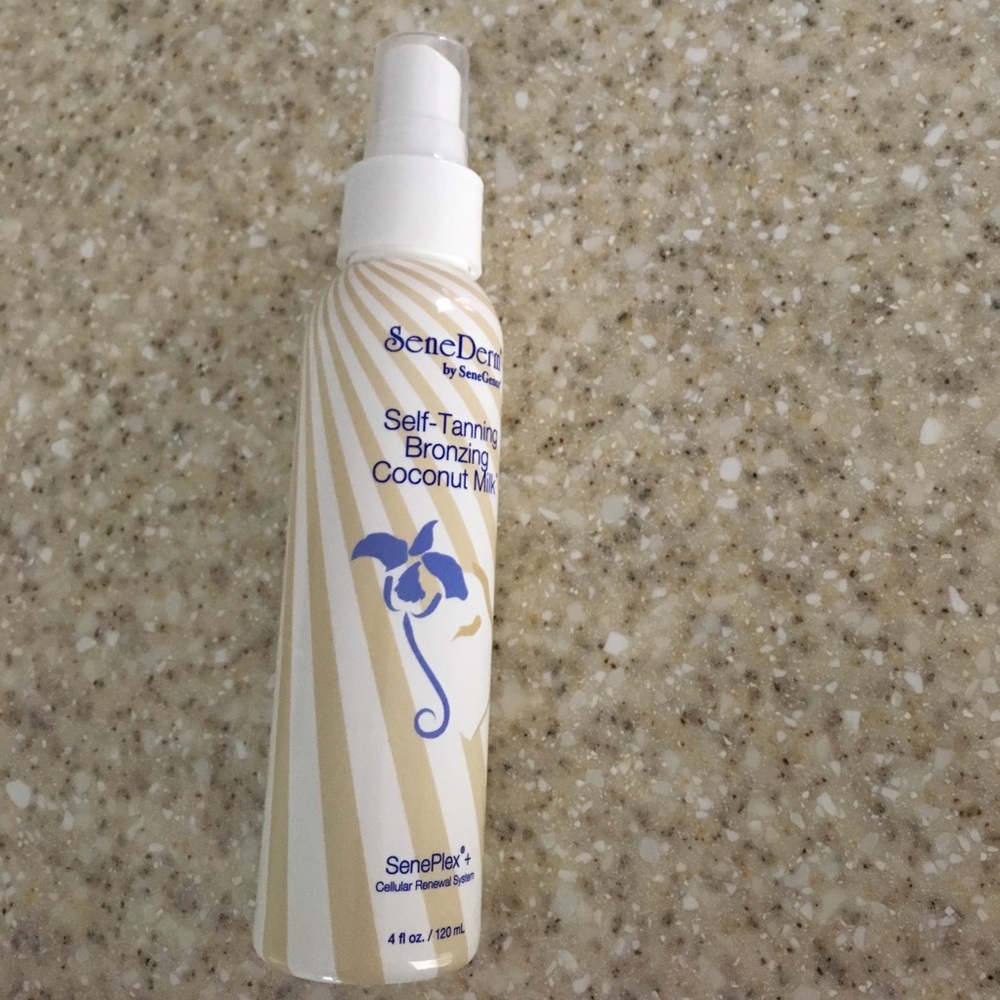 SeneDerm
by SeneGence
Self-Tanning
Bronzing
Coconut Milk
SenePlex®+
Cellular Renewal System
4 fl oz. / 120 mL